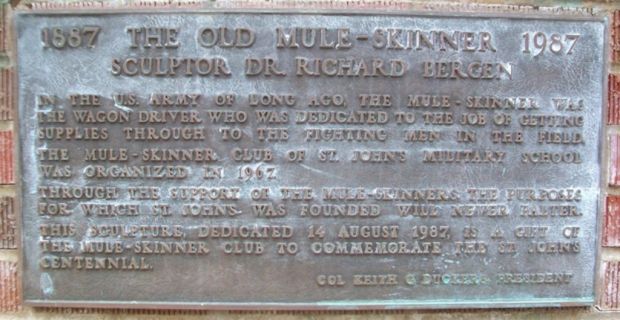 1887 THE OLD MULE-SKINNER 1987
SCULPTOR DR. RICHARD BERGEN
IN THE U.S. ARMY OF LONG AGO, THE MULE-SKINNER WAS
THE WAGON DRIVER WHO WAS DEDICATED TO THE JOB OF GETTING
SUPPLIES THROUGH TO THE FIGHTING MEN IN THE FIELD.
THE MULE-SKINNER CLUB OF ST. JOHN'S MILITARY SCHOOL
WAS ORGANIZED IN 1967.
THROUGH THE SUPPORT OF THE MULE-SKINNERS, THE PURPOSES
FOR WHICH ST. JOHNS WAS FOUNDED WILL NEVER FALTER.
THIS SCULPTURE, DEDICATED 14 AUGUST 1987, IS A GIFT OF
THE MULE-SKINNER CLUB TO COMMEMORATE THE ST. JOHN'S
CENTENNIAL.
COL KEITH G. DUCKERS, PRESIDENT